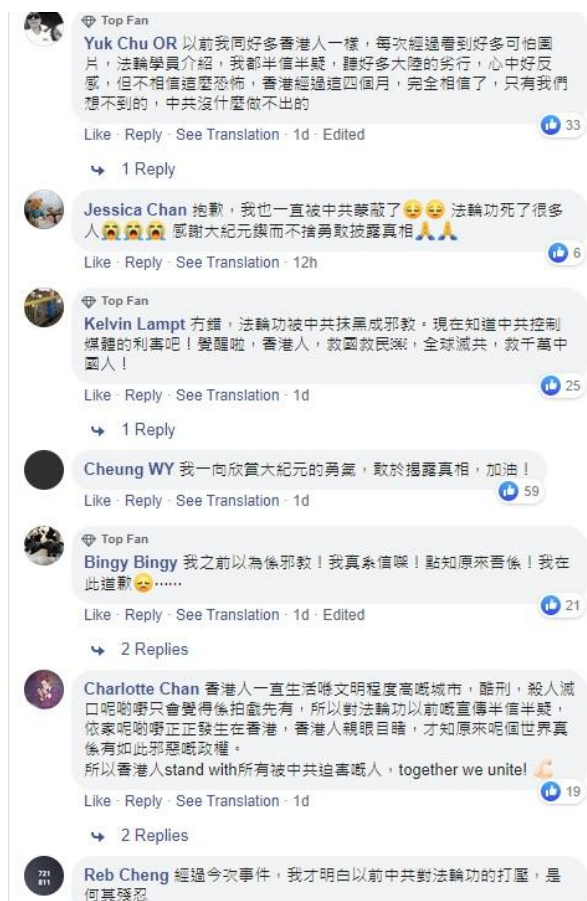 Top Fan
Yuk Chu OR 以前我同好多香港人一樣，每次經過看到好多可怕圖
片，法輪學員介紹，我都半信半疑，聽好多大陸的劣行，心中好反
感，但不相信這麼恐怖，香港經過這四個月，完全相信了，只有我們
想不到的，中共沒什麼做不出的
33
Like · Reply · See Translation · 1d · Edited
1 Reply
Jessica Chan 抱歉，我也一直被中共蒙蔽了😔😔 法輪功死了很多
人😭😭😭 感謝大紀元鍥而不捨勇敢披露真相🙏🙏
6
Like · Reply · See Translation · 12h
Top Fan
Kelvin Lampt 冇錯，法輪功被中共抹黑成邪教。現在知道中共控制
媒體的利害吧！覺醒啦，香港人，救國救民，全球滅共，救千萬中
國人！
25
Like · Reply · See Translation · 1d
1 Reply
Cheung WY 我一向欣賞大紀元的勇氣，敢於揭露真相，加油！
59
Like · Reply · See Translation · 1d
Top Fan
Bingy Bingy 我之前以為係邪教！我真系信㗎！點知原來吾係！我在
此道歉😞⋯⋯
21
Like · Reply · See Translation · 1d · Edited
2 Replies
Charlotte Chan 香港人一直生活喺文明程度高嘅城市，酷刑，殺人滅
口呢啲嘢只會覺得係拍戲先有，所以對法輪功以前嘅宣傳半信半疑，
依家呢啲嘢正正發生在香港，香港人親眼目睹，才知原來呢個世界真
係有如此邪惡嘅政權。
所以香港人stand with所有被中共迫害嘅人，together we unite! 💪🏻
19
Like · Reply · See Translation · 1d
2 Replies
721
811
Reb Cheng 經過今次事件，我才明白以前中共對法輪功的打壓，是
何其殘忍